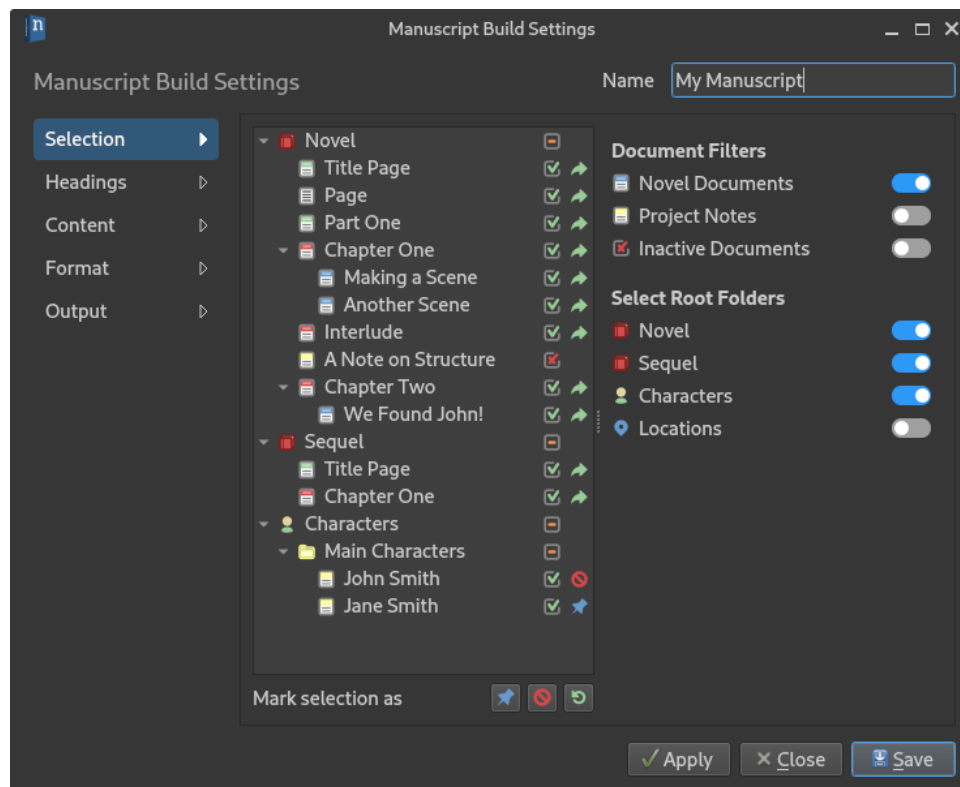 n
Manuscript Build Settings
Manuscript Build Settings
Name My Manuscript
Selection
Headings
Content
Format
Output
Novel
Title Page
Page
Part One
Chapter One
Making a Scene
Another Scene
Interlude
A Note on Structure
Chapter Two
We Found John!
Sequel
Title Page
Chapter One
Characters
Main Characters
John Smith
Jane Smith
Mark selection as
Document Filters
Novel Documents
Project Notes
Inactive Documents
Select Root Folders
Novel
Sequel
Characters
Locations
Apply Close Save